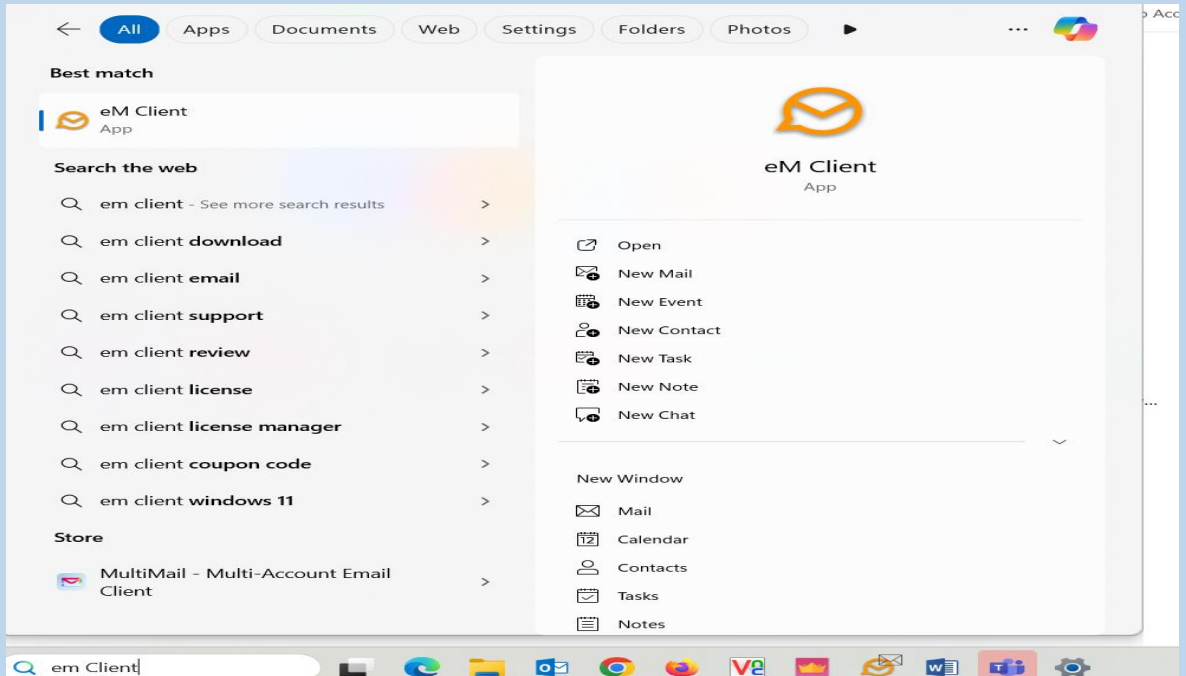 All Apps Documents Web Settings Folders Photos
Acc
Best match
eM Client
App
Search the web
em client - See more search results
em client download
em client email
em client support
em client review
em client license
em client license manager
em client coupon code
em client windows 11
Store
MultiMail - Multi-Account Email
Client
eM Client
App
Open
New Mail
New Event
New Contact
New Task
New Note
New Chat
New Window
Mail
12 Calendar
Contacts
Tasks
Notes
em Client